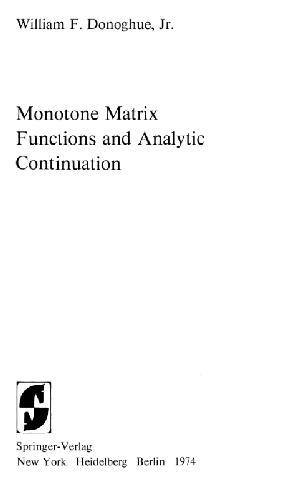 William F. Donoghue, Jr.
Monotone Matrix
Functions and Analytic
Continuation
Springer-Verlag
New York Heidelberg Berlin 1974